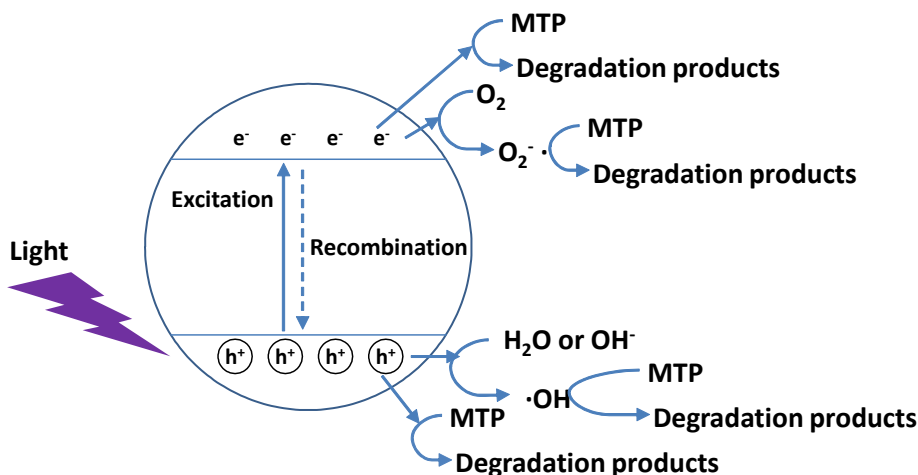 MTP
Degradation products
O₂
e⁻ e⁻ e⁻ e⁻
MTP
O₂⁻ ·
Degradation products
Excitation
Recombination
Light
H₂O or OH⁻
h⁺ h⁺ h⁺ h⁺
MTP
·OH
MTP
Degradation products
Degradation products